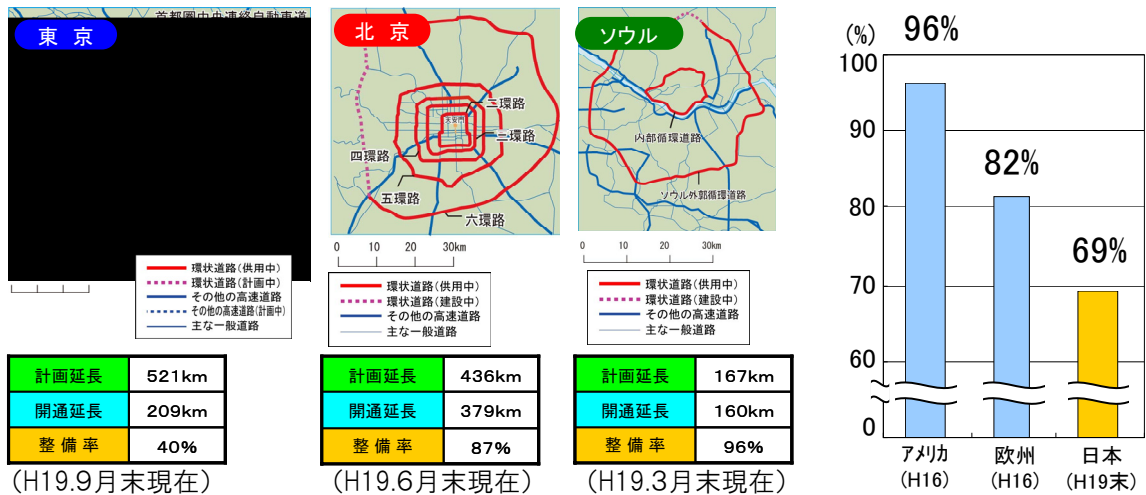 首都圏中央連絡自動車道
東 京
環状道路(供用中)
環状道路(計画中)
その他の高速道路
その他の高速道路(計画中)
主な一般道路
計画延長 521km
開通延長 209km
整備率 40%
(H19.9月末現在)
北 京
二環路
天安門
三環路
四環路
五環路
六環路
0 10 20 30km
環状道路(供用中)
環状道路(建設中)
その他の高速道路
主な一般道路
計画延長 436km
開通延長 379km
整備率 87%
(H19.6月末現在)
ソウル
内部循環道路
ソウル外郭循環道路
0 10 20 30km
環状道路(供用中)
環状道路(建設中)
その他の高速道路
主な一般道路
計画延長 167km
開通延長 160km
整備率 96%
(H19.3月末現在)
(%)
96%
100
90
82%
80
69%
70
60
0
アメリカ 欧州 日本
(H16) (H16) (H19末)